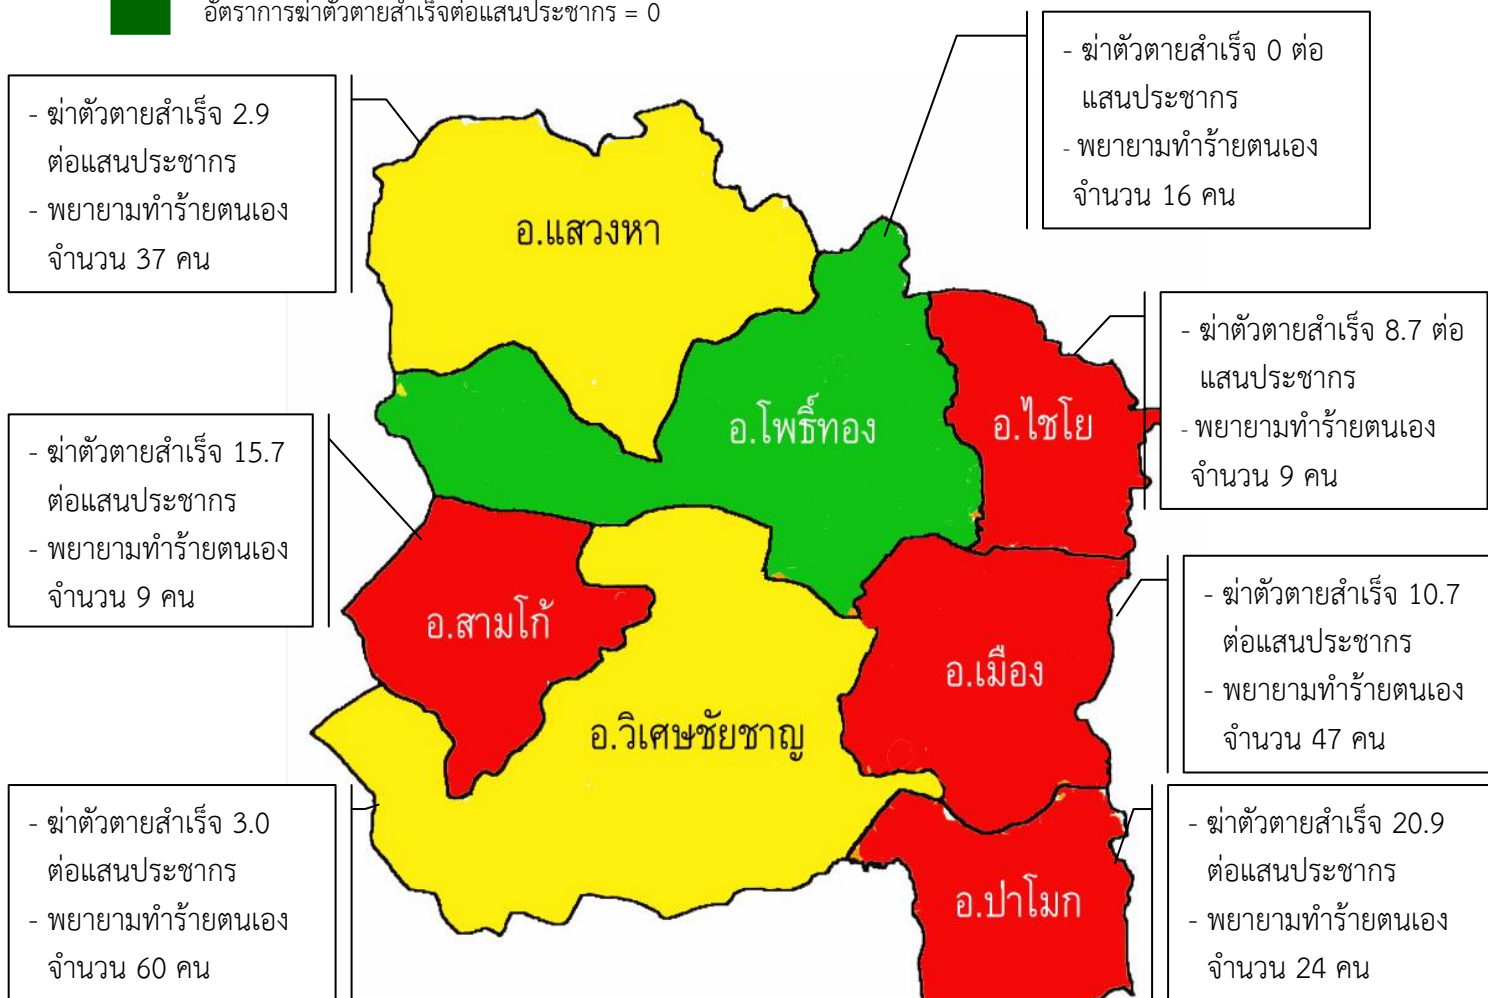 อัตราการฆ่าตัวตายสำเร็จต่อแสนประชากร = 0
- ฆ่าตัวตายสำเร็จ 0 ต่อ
แสนประชากร
- พยายามทำร้ายตนเอง
จำนวน 16 คน
- ฆ่าตัวตายสำเร็จ 2.9
ต่อแสนประชากร
- พยายามทำร้ายตนเอง
จำนวน 37 คน
อ.แสวงหา
- ฆ่าตัวตายสำเร็จ 8.7 ต่อ
แสนประชากร
- พยายามทำร้ายตนเอง
จำนวน 9 คน
อ.โพธิ์ทอง
อ.ไชโย
- ฆ่าตัวตายสำเร็จ 15.7
ต่อแสนประชากร
- พยายามทำร้ายตนเอง
จำนวน 9 คน
อ.สามโก้
- ฆ่าตัวตายสำเร็จ 10.7
ต่อแสนประชากร
- พยายามทำร้ายตนเอง
จำนวน 47 คน
อ.เมือง
อ.วิเศษชัยชาญ
- ฆ่าตัวตายสำเร็จ 3.0
ต่อแสนประชากร
- พยายามทำร้ายตนเอง
จำนวน 60 คน
- ฆ่าตัวตายสำเร็จ 20.9
ต่อแสนประชากร
- พยายามทำร้ายตนเอง
จำนวน 24 คน
อ.ป่าโมก